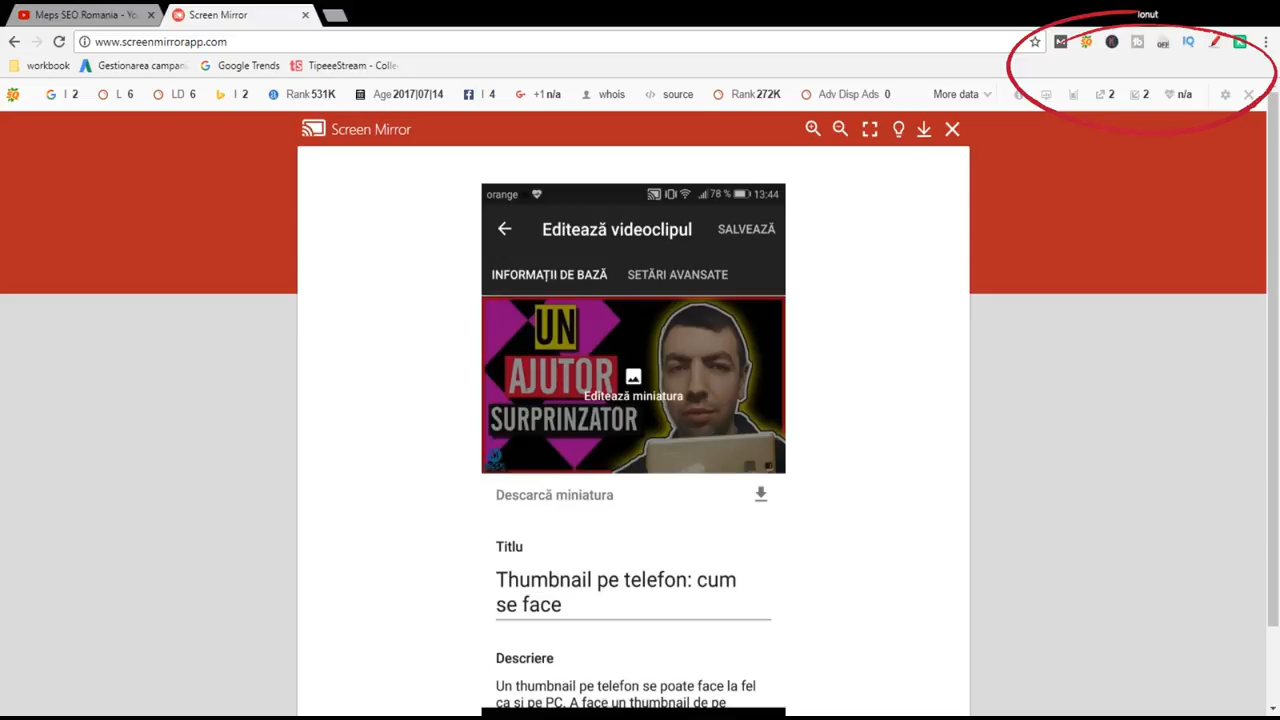 Meps SEO Romania - Yo
Screen Mirror
Ionut
www.screenmirrorapp.com
workbook
Gestionarea campan
Google Trends
TipeeeStream - Colle
I 2
L 6
LD 6
I 2
Rank 531K
Age 2017|07|14
I 4
+1 n/a
whois
source
Rank 272K
Adv Disp Ads 0
More data
2
2
n/a
Screen Mirror
orange
78 %
13:44
Editează videoclipul
SALVEAZĂ
INFORMAȚII DE BAZĂ
SETĂRI AVANSATE
UN
AJUTOR
SURPRINZATOR
Editează miniatura
Descarcă miniatura
Titlu
Thumbnail pe telefon: cum
se face
Descriere
Un thumbnail pe telefon se poate face la fel
ca și pe PC. A face un thumbnail de pe